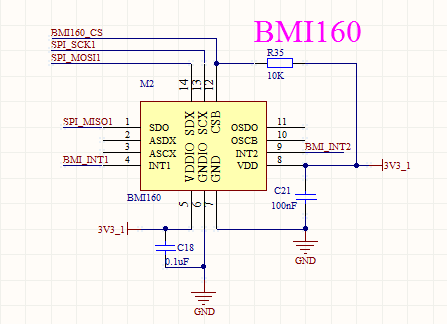 BMI160
BMI160_CS
SPI_SCK1
SPI_MOSI1
R35
10K
M2
14 13 12
SDX SCX CSB
SPI_MISO1 1 SDO
2 ASDX
3 ASCX
BMI_INT1 4 INT1
OSDO 11
OSCB 10
INT2 9 BMI_INT2
VDD 8
3V3_1
VDDIO GNDIO GND
BMI160
5 6 7
C21
100nF
3V3_1
C18
0.1uF
GND
GND